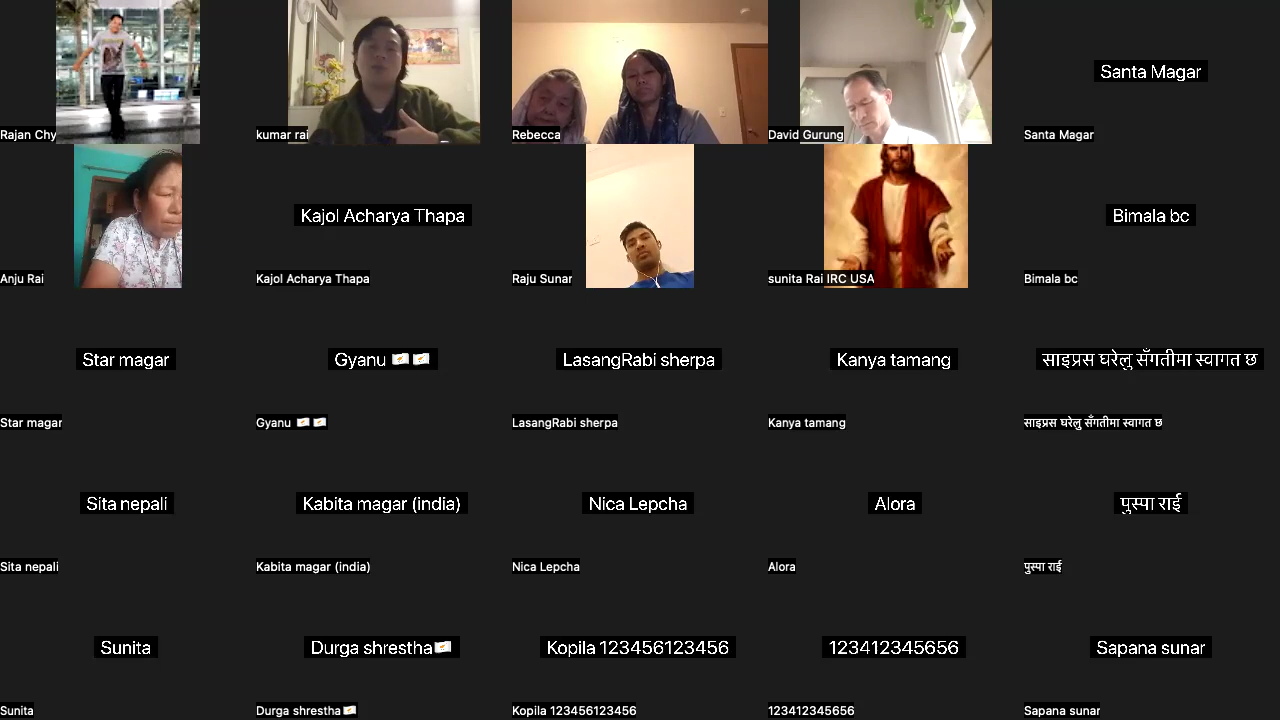 Santa Magar
Rajan Chy
kumar rai
Rebecca
David Gurung
Santa Magar
Kajol Acharya Thapa
Bimala bc
Anju Rai
Kajol Acharya Thapa
Raju Sunar
sunita Rai IRC USA
Bimala bc
Star magar
Gyanu 🇨🇾🇨🇾
LasangRabi sherpa
Kanya tamang
साइप्रस घरेलु सँगतीमा स्वागत छ
Star magar
Gyanu 🇨🇾🇨🇾
LasangRabi sherpa
Kanya tamang
साइप्रस घरेलु सँगतीमा स्वागत छ
Sita nepali
Kabita magar (india)
Nica Lepcha
Alora
पुस्पा राई
Sita nepali
Kabita magar (india)
Nica Lepcha
Alora
पुस्पा राई
Sunita
Durga shrestha🇨🇾
Kopila 123456123456
123412345656
Sapana sunar
Sunita
Durga shrestha🇨🇾
Kopila 123456123456
123412345656
Sapana sunar